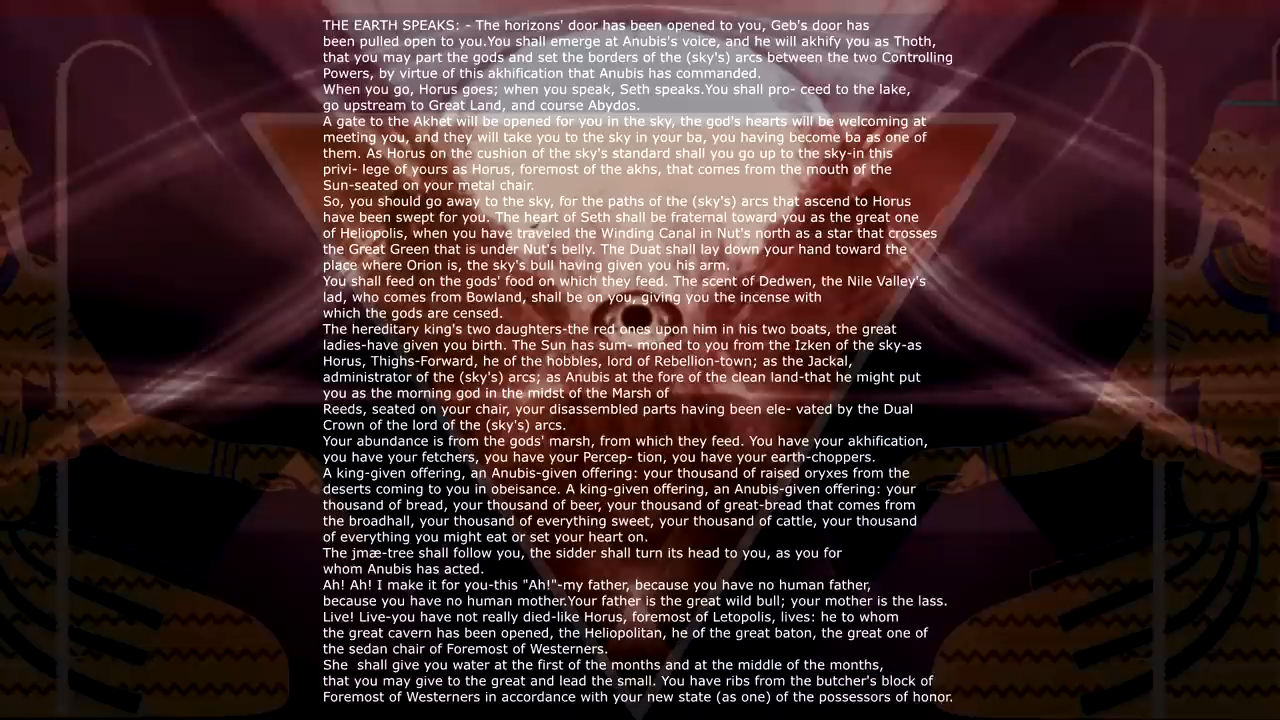 THE EARTH SPEAKS: - The horizons' door has been opened to you, Geb's door has
been pulled open to you.You shall emerge at Anubis's voice, and he will akhify you as Thoth,
that you may part the gods and set the borders of the (sky's) arcs between the two Controlling
Powers, by virtue of this akhification that Anubis has commanded.
When you go, Horus goes; when you speak, Seth speaks.You shall pro- ceed to the lake,
go upstream to Great Land, and course Abydos.
A gate to the Akhet will be opened for you in the sky, the god's hearts will be welcoming at
meeting you, and they will take you to the sky in your ba, you having become ba as one of
them. As Horus on the cushion of the sky's standard shall you go up to the sky-in this
privi- lege of yours as Horus, foremost of the akhs, that comes from the mouth of the
Sun-seated on your metal chair.
So, you should go away to the sky, for the paths of the (sky's) arcs that ascend to Horus
have been swept for you. The heart of Seth shall be fraternal toward you as the great one
of Heliopolis, when you have traveled the Winding Canal in Nut's north as a star that crosses
the Great Green that is under Nut's belly. The Duat shall lay down your hand toward the
place where Orion is, the sky's bull having given you his arm.
You shall feed on the gods' food on which they feed. The scent of Dedwen, the Nile Valley's
lad, who comes from Bowland, shall be on you, giving you the incense with
which the gods are censed.
The hereditary king's two daughters-the red ones upon him in his two boats, the great
ladies-have given you birth. The Sun has sum- moned to you from the Izken of the sky-as
Horus, Thighs-Forward, he of the hobbles, lord of Rebellion-town; as the Jackal,
administrator of the (sky's) arcs; as Anubis at the fore of the clean land-that he might put
you as the morning god in the midst of the Marsh of
Reeds, seated on your chair, your disassembled parts having been ele- vated by the Dual
Crown of the lord of the (sky's) arcs.
Your abundance is from the gods' marsh, from which they feed. You have your akhification,
you have your fetchers, you have your Percep- tion, you have your earth-choppers.
A king-given offering, an Anubis-given offering: your thousand of raised oryxes from the
deserts coming to you in obeisance. A king-given offering, an Anubis-given offering: your
thousand of bread, your thousand of beer, your thousand of great-bread that comes from
the broadhall, your thousand of everything sweet, your thousand of cattle, your thousand
of everything you might eat or set your heart on.
The jmæ-tree shall follow you, the sidder shall turn its head to you, as you for
whom Anubis has acted.
Ah! Ah! I make it for you-this "Ah!"-my father, because you have no human father,
because you have no human mother.Your father is the great wild bull; your mother is the lass.
Live! Live-you have not really died-like Horus, foremost of Letopolis, lives: he to whom
the great cavern has been opened, the Heliopolitan, he of the great baton, the great one of
the sedan chair of Foremost of Westerners.
She  shall give you water at the first of the months and at the middle of the months,
that you may give to the great and lead the small. You have ribs from the butcher's block of
Foremost of Westerners in accordance with your new state (as one) of the possessors of honor.